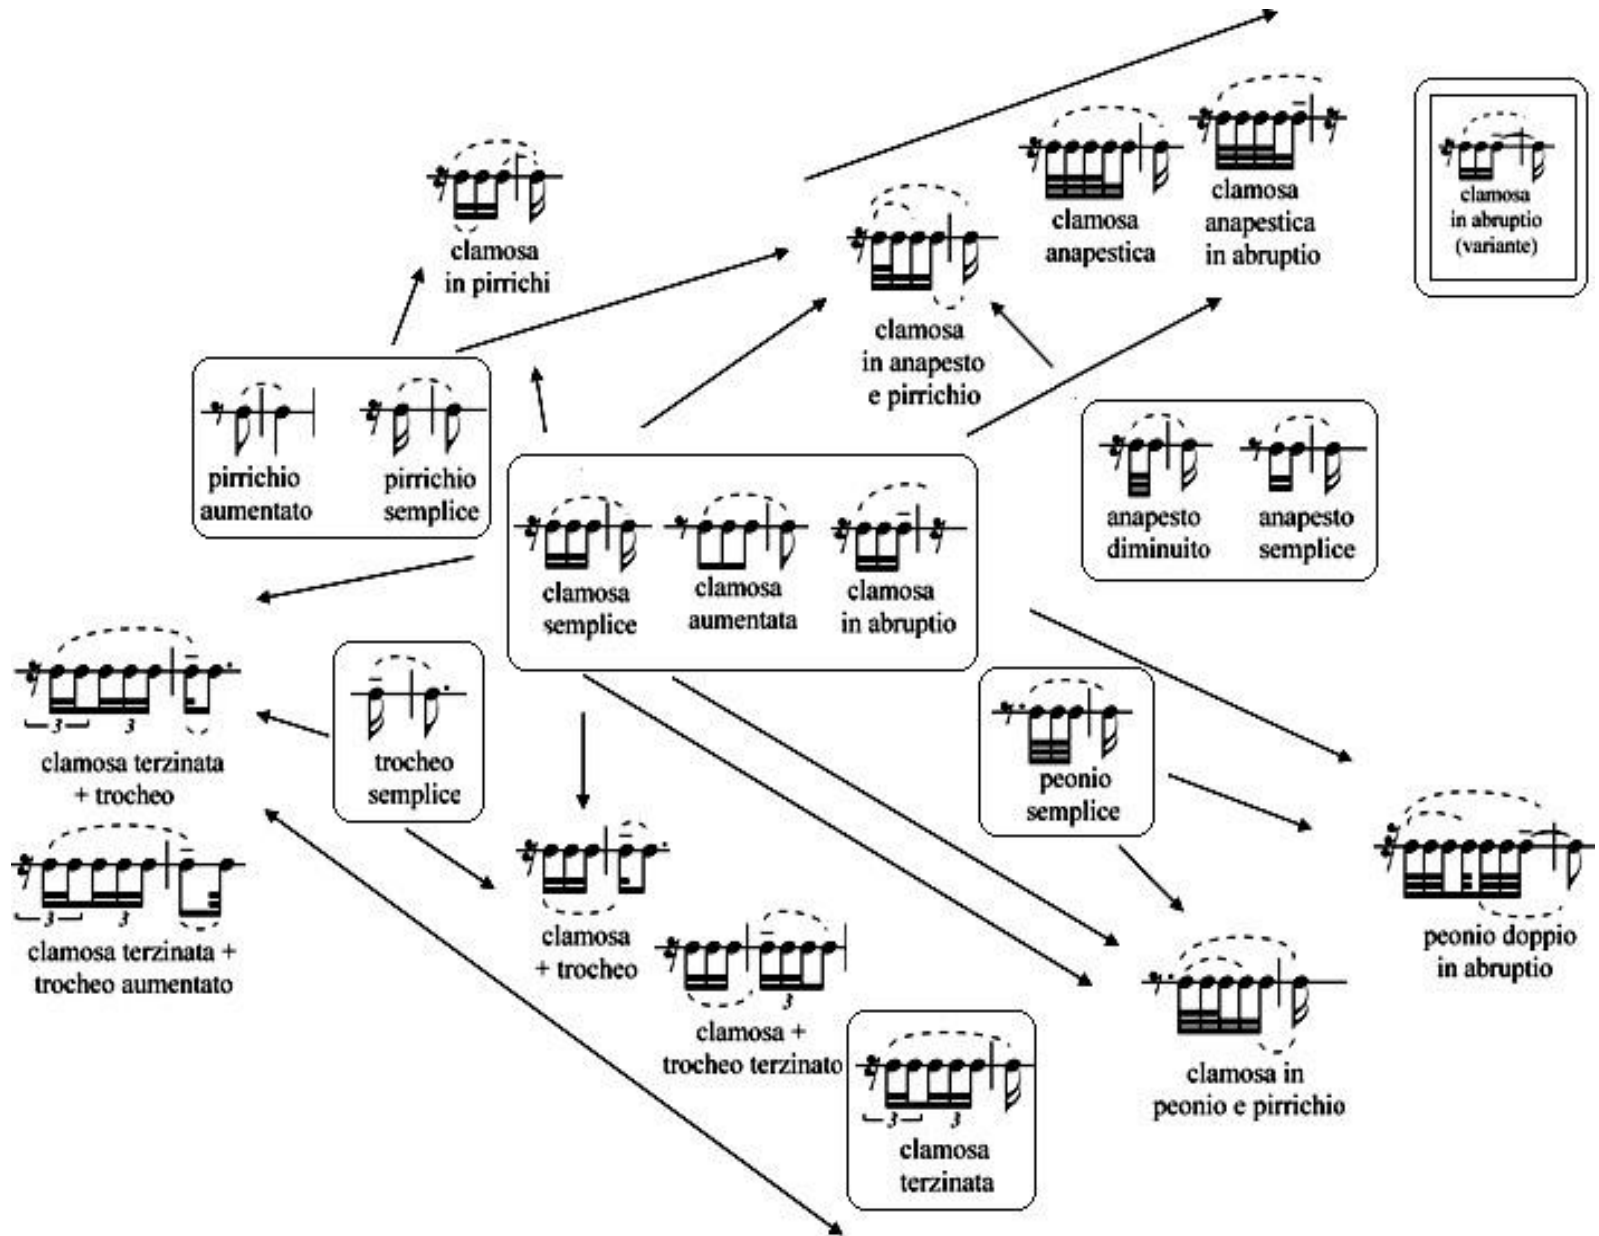 clamosa
in pirrichi
clamosa
in anapesto
e pirrichio
clamosa
anapestica
clamosa
anapestica
in abruptio
clamosa
in abruptio
(variante)
pirrichio
aumentato
pirrichio
semplice
clamosa
semplice
clamosa
aumentata
clamosa
in abruptio
anapesto
diminuito
anapesto
semplice
3
3
clamosa terzinata
+ trocheo
3
3
clamosa terzinata +
trocheo aumentato
trocheo
semplice
clamosa
+ trocheo
3
clamosa +
trocheo terzinato
3
3
clamosa
terzinata
peonio
semplice
clamosa in
peonio e pirrichio
peonio doppio
in abruptio